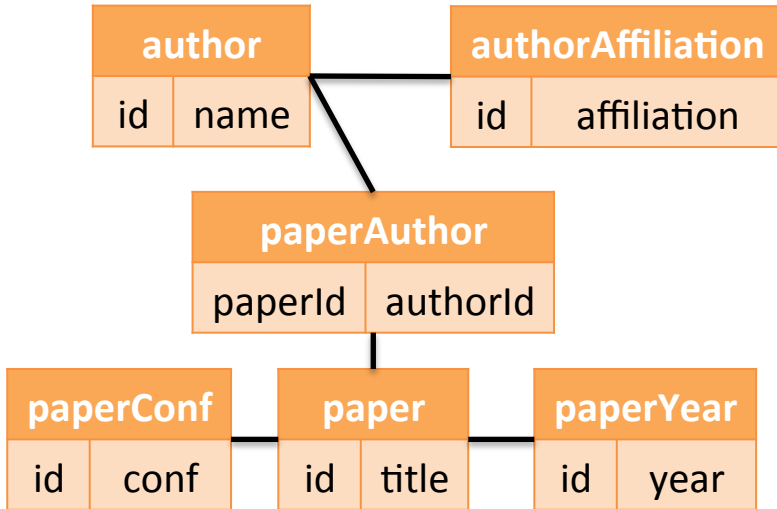 author authorAffiliation
id name id affiliation
paperAuthor
paperId authorId
paperConf paper paperYear
id conf id title id year